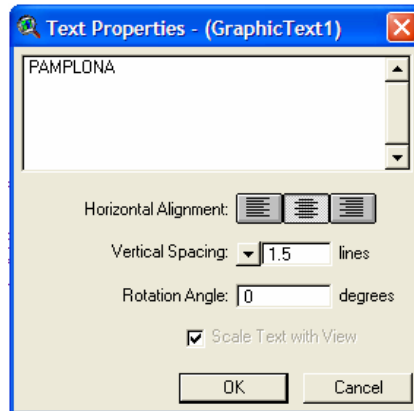 Text Properties - (GraphicText1)
PAMPLONA
Horizontal Alignment:
Vertical Spacing: 1.5 lines
Rotation Angle: 0 degrees
Scale Text with View
OK Cancel